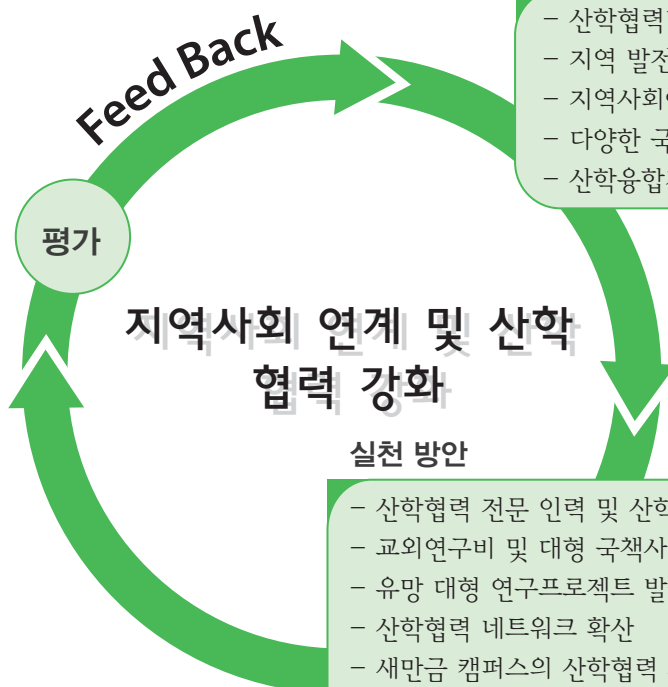 Feed Back
- 산학협력
- 지역 발전
- 지역사회
- 다양한
- 산학융합
평가
지역사회 연계 및 산학
협력 강화
실천 방안
- 산학협력 전문 인력 및 산학
- 교외연구비 및 대형 국책사
- 유망 대형 연구프로젝트 발
- 산학협력 네트워크 확산
- 새만금 캠퍼스의 산학협력